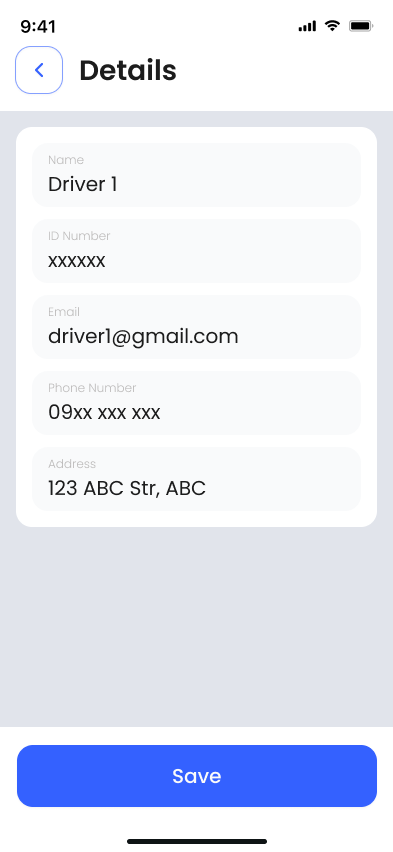 9:41
Details
Name
Driver 1
ID Number
xxxxxx
Email
driver1@gmail.com
Phone Number
09xx xxx xxx
Address
123 ABC Str, ABC
Save